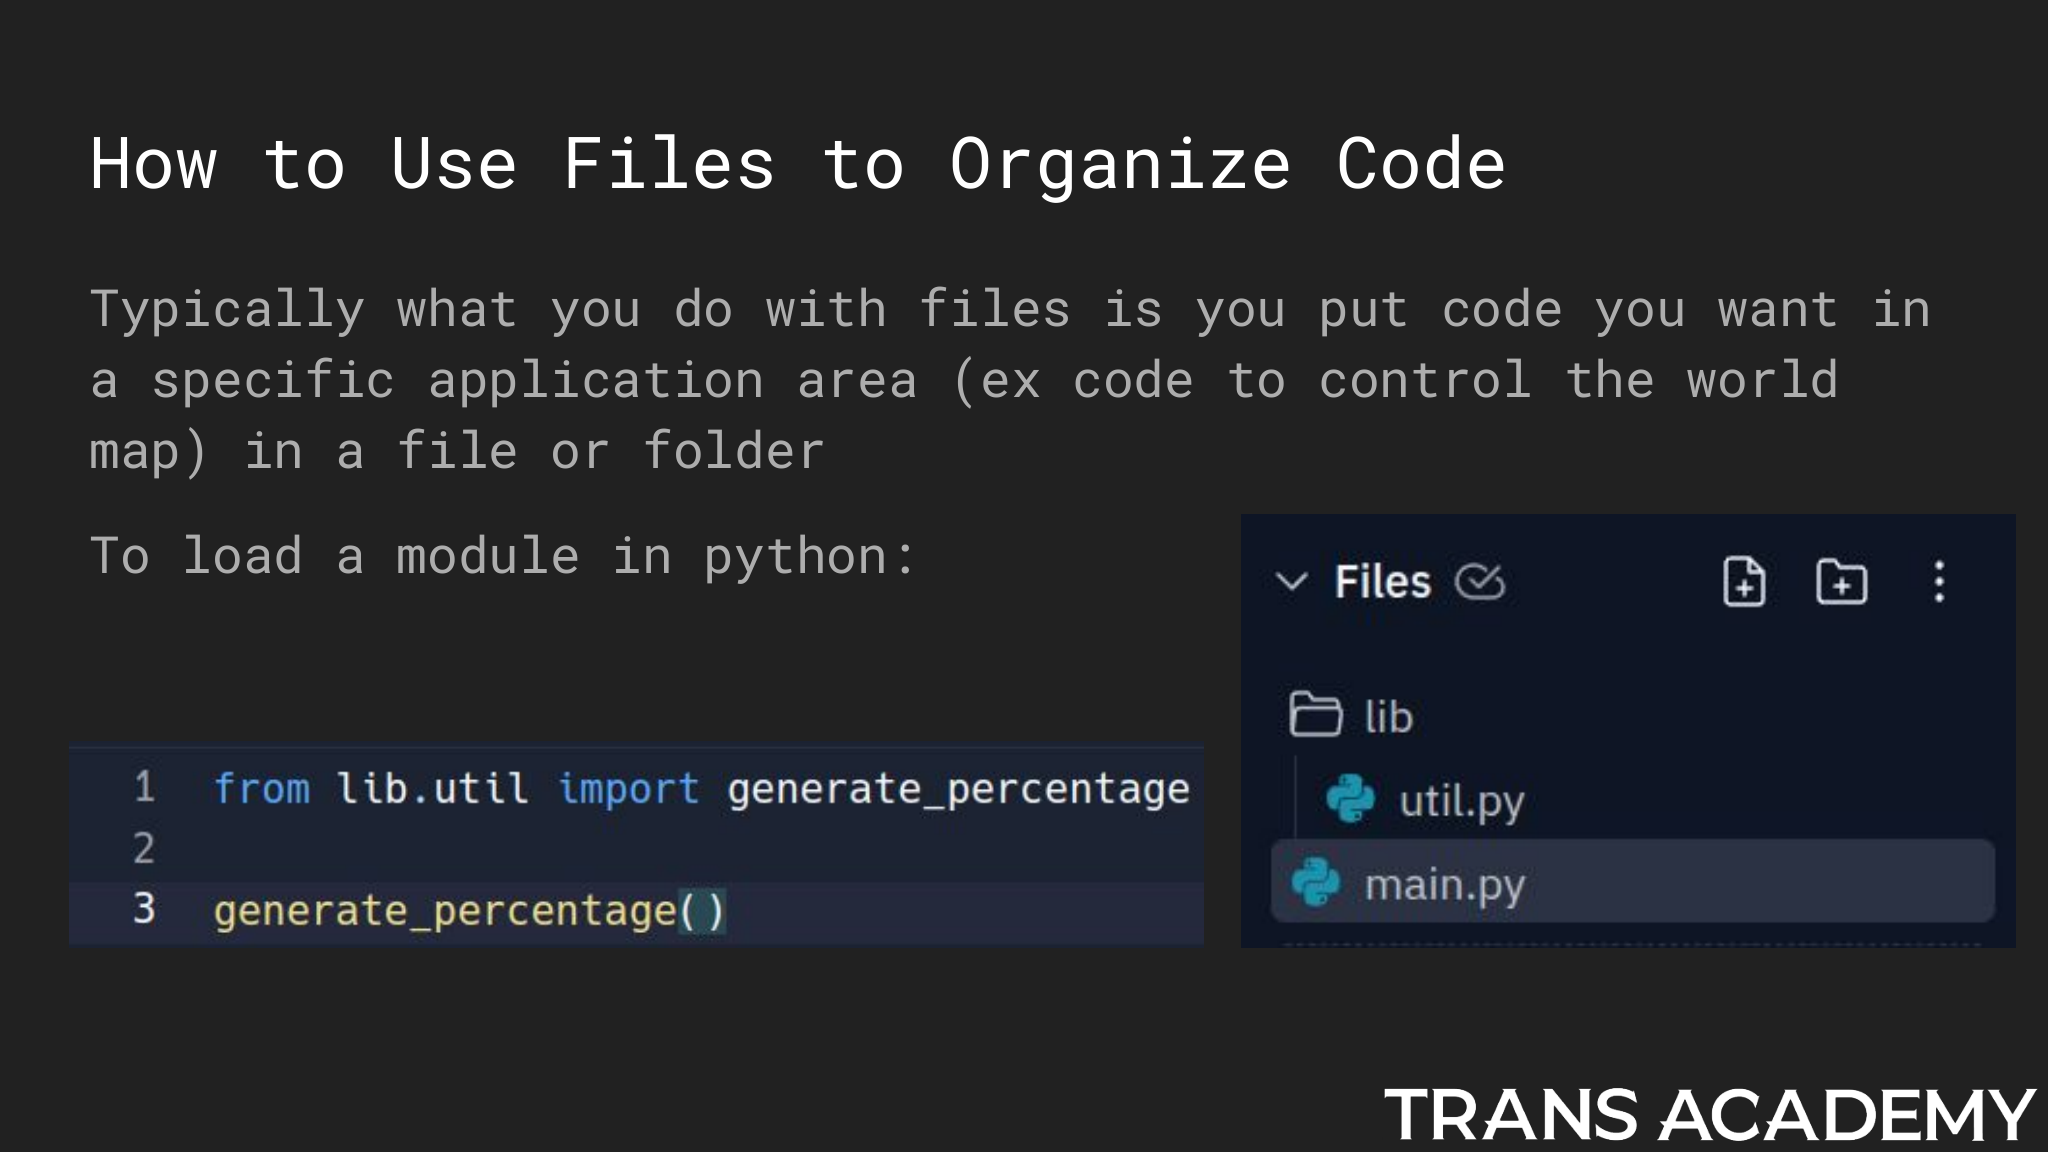 How to Use Files to Organize Code
Typically what you do with files is you put code you want in
a specific application area (ex code to control the world
map) in a file or folder
To load a module in python:
1 from lib.util import generate_percentage
2
3 generate_percentage()
Files
lib
util.py
main.py
TRANS ACADEMY